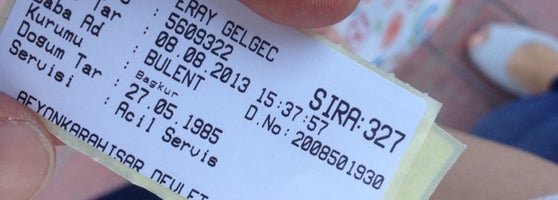 : ERAY GELGEC
: 5609322
Tar : 08 08 2013 15:37:57
Baba Ad : BULENT
Kurumu : Bagkur
Dogum Tar : 27.05.1985
Servisi : Acil Servis
SIRA:327
D.No: 2008501930
AFYONKARAHISAR DEVLET